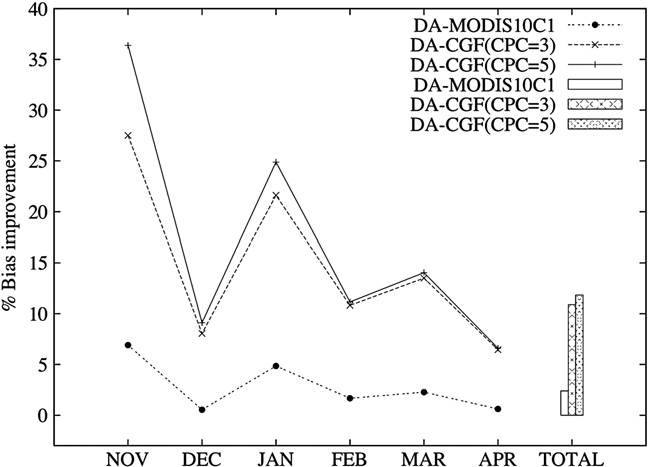 40
35
30
25
20
15
10
5
0
% Bias improvement
DA-MODIS10C1
DA-CGF(CPC=3)
DA-CGF(CPC=5)
DA-MODIS10C1
DA-CGF(CPC=3)
DA-CGF(CPC=5)
NOV DEC JAN FEB MAR APR TOTAL